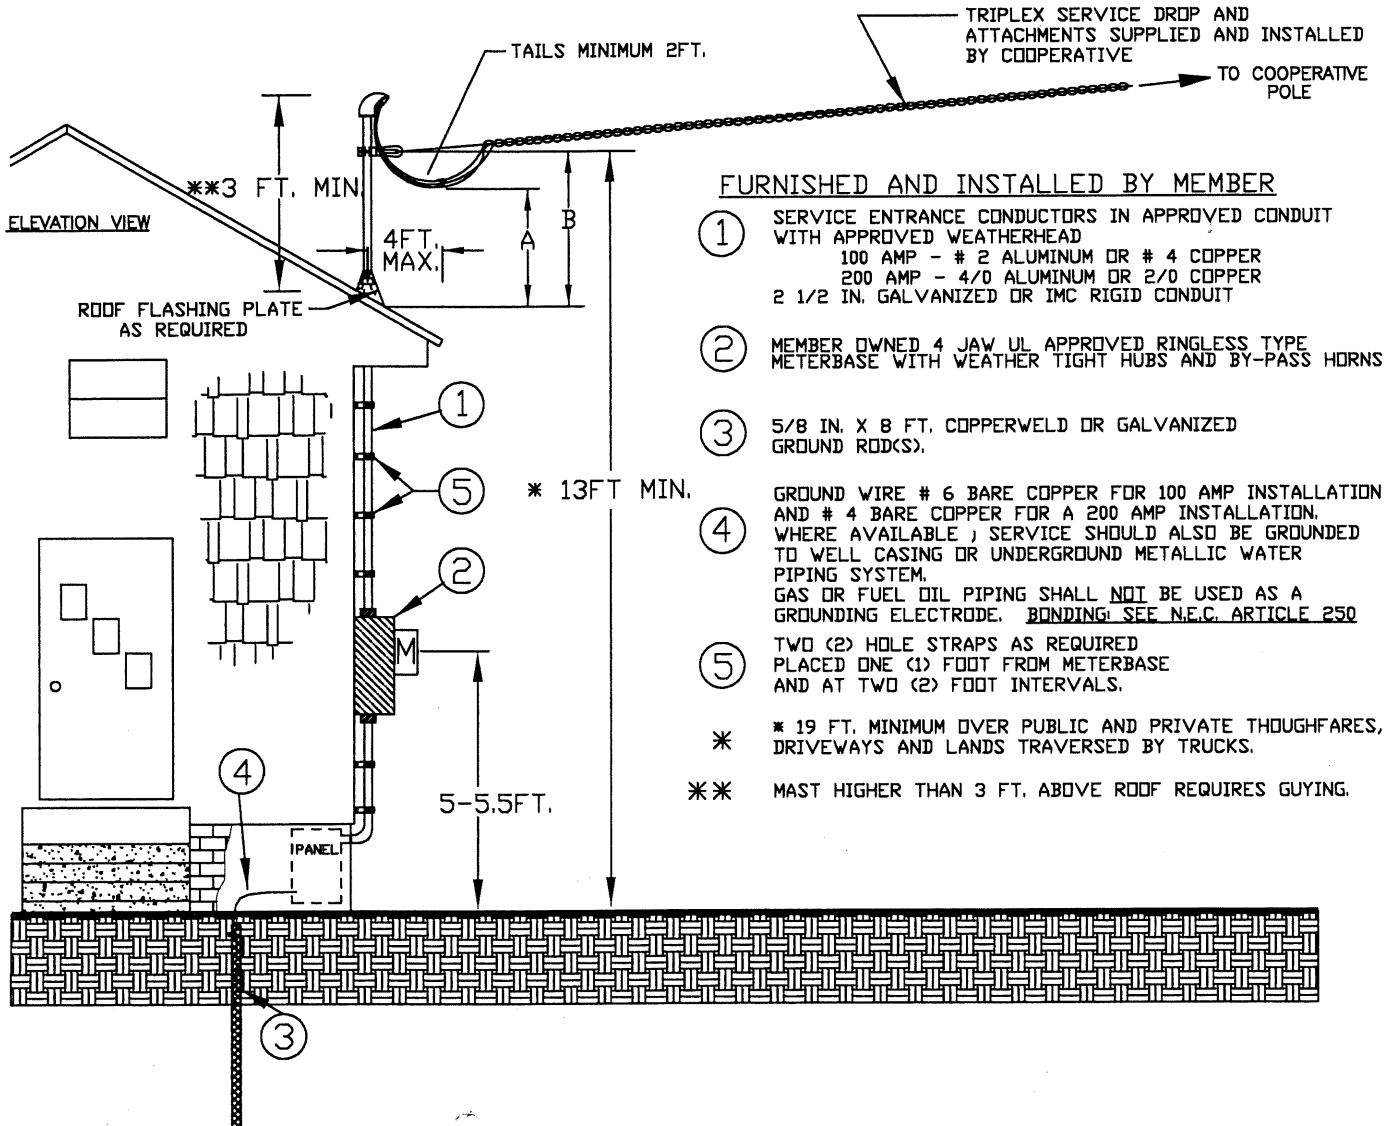 TRIPLEX SERVICE DROP AND
ATTACHMENTS SUPPLIED AND INSTALLED
BY COOPERATIVE
TAILS MINIMUM 2FT.
TO COOPERATIVE
POLE
**3 FT. MIN.
ELEVATION VIEW
4FT.
MAX.
A
B
ROOF FLASHING PLATE
AS REQUIRED
1
5
* 13FT MIN.
2
M
4
5-5.5FT.
PANEL
3
FURNISHED AND INSTALLED BY MEMBER
1
SERVICE ENTRANCE CONDUCTORS IN APPROVED CONDUIT
WITH APPROVED WEATHERHEAD
100 AMP - # 2 ALUMINUM OR # 4 COPPER
200 AMP - 4/0 ALUMINUM OR 2/0 COPPER
2 1/2 IN. GALVANIZED OR IMC RIGID CONDUIT
2
MEMBER OWNED 4 JAW UL APPROVED RINGLESS TYPE
METERBASE WITH WEATHER TIGHT HUBS AND BY-PASS HORNS
3
5/8 IN. X 8 FT. COPPERWELD OR GALVANIZED
GROUND ROD(S).
4
GROUND WIRE # 6 BARE COPPER FOR 100 AMP INSTALLATION
AND # 4 BARE COPPER FOR A 200 AMP INSTALLATION.
WHERE AVAILABLE ; SERVICE SHOULD ALSO BE GROUNDED
TO WELL CASING OR UNDERGROUND METALLIC WATER
PIPING SYSTEM.
GAS OR FUEL OIL PIPING SHALL NOT BE USED AS A
GROUNDING ELECTRODE. BONDING: SEE N.E.C. ARTICLE 250
5
TWO (2) HOLE STRAPS AS REQUIRED
PLACED ONE (1) FOOT FROM METERBASE
AND AT TWO (2) FOOT INTERVALS.
*
* 19 FT. MINIMUM OVER PUBLIC AND PRIVATE THOUGHFARES,
DRIVEWAYS AND LANDS TRAVERSED BY TRUCKS.
** MAST HIGHER THAN 3 FT. ABOVE ROOF REQUIRES GUYING.